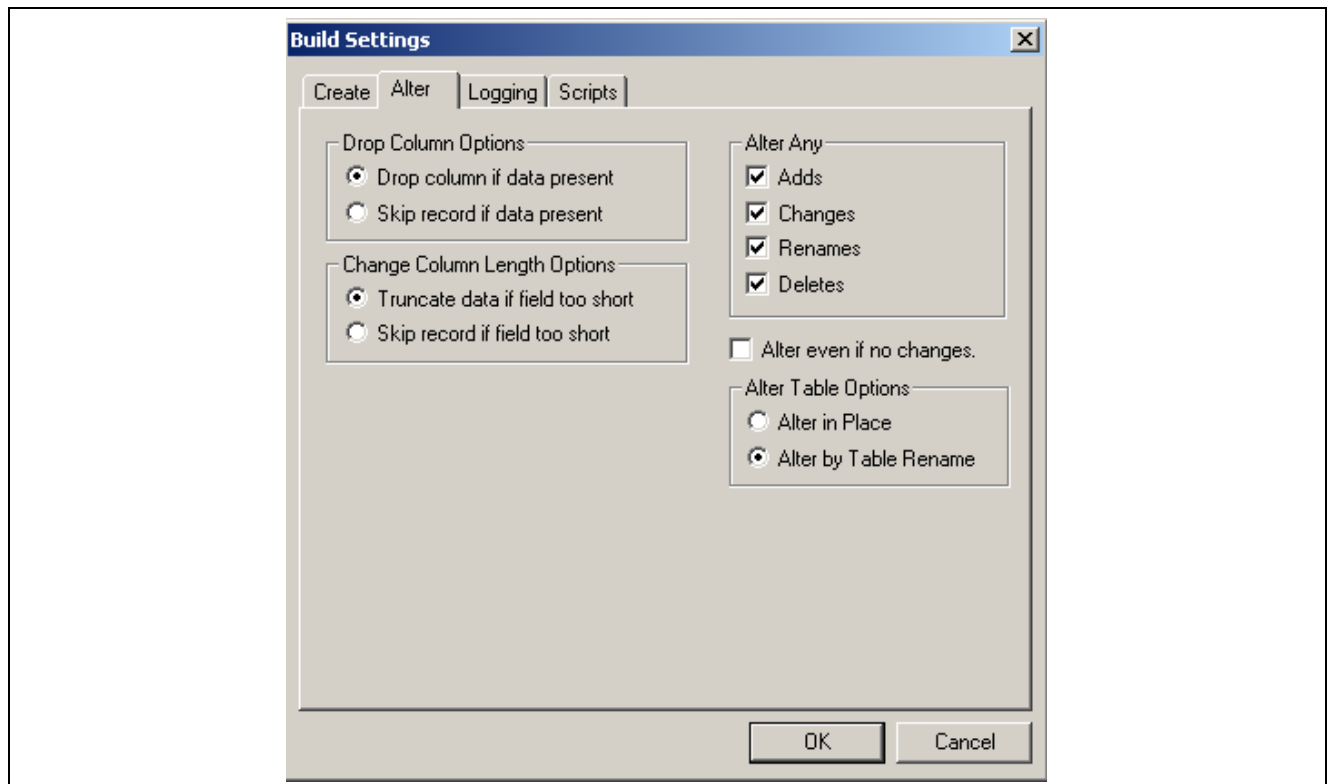 Build Settings
Create Alter Logging Scripts
Drop Column Options
Drop column if data present
Skip record if data present
Change Column Length Options
Truncate data if field too short
Skip record if field too short
Alter Any
Adds
Changes
Renames
Deletes
Alter even if no changes.
Alter Table Options
Alter in Place
Alter by Table Rename
OK Cancel